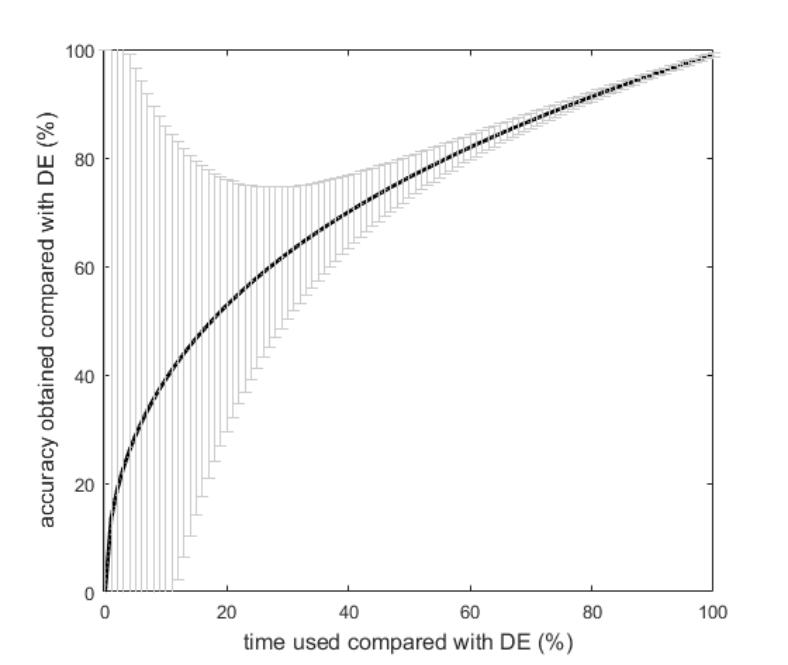 accuracy obtained compared with DE (%)
100
80
60
40
20
0
0 20 40 60 80 100
time used compared with DE (%)